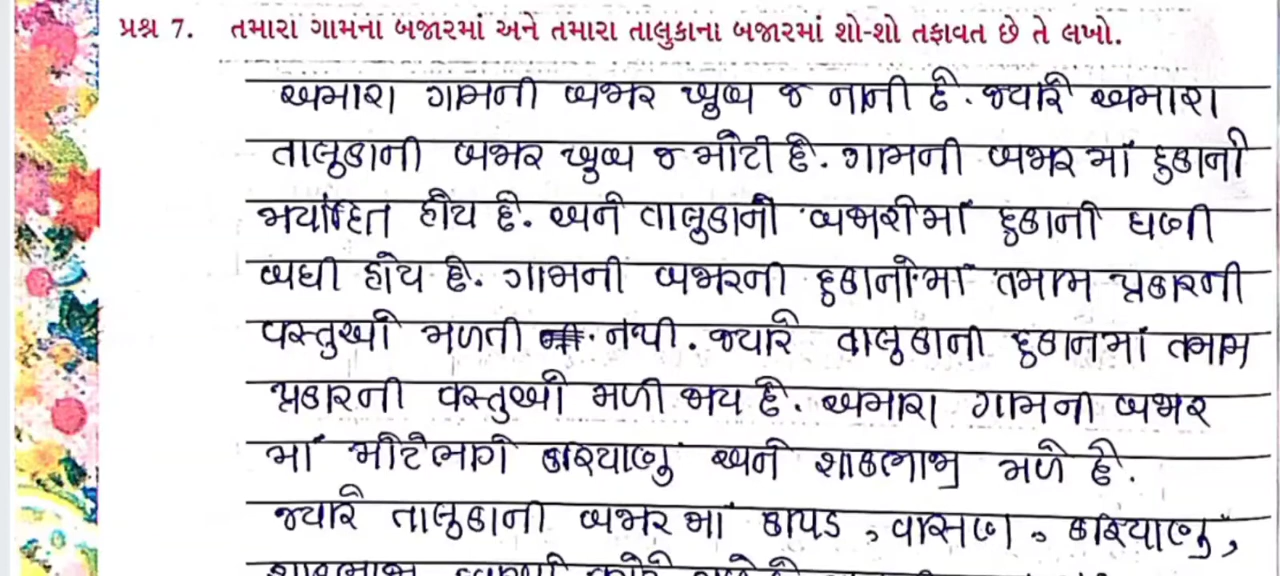 પ્રશ્ન 7. તમારા ગામના બજારમાં અને તમારા તાલુકાના બજારમાં શો-શો તફાવત છે તે લખો.
અમારા ગામની બજાર ખુબ જ નાની છે. જ્યારે અમારા
તાલુકાની બજાર ખુબ જ મોટી છે. ગામની બજાર માં દુકાનો
મર્યાદિત હોય છે. અને તાલુકાની બજારોમાં દુકાનો ઘણી
બધી હોય છે. ગામની બજારની દુકાનોમાં તમામ પ્રકારની
વસ્તુઓ મળતી નથી. જ્યારે તાલુકાની દુકાનમાં તમામ
પ્રકારની વસ્તુઓ મળી જાય છે. અમારા ગામના બજાર
માં મોટેભાગે કરિયાણુ અને શાકભાજી મળે છે.
જ્યારે તાલુકાની બજાર માં કાપડ , વાસણ , કરિયાણુ,